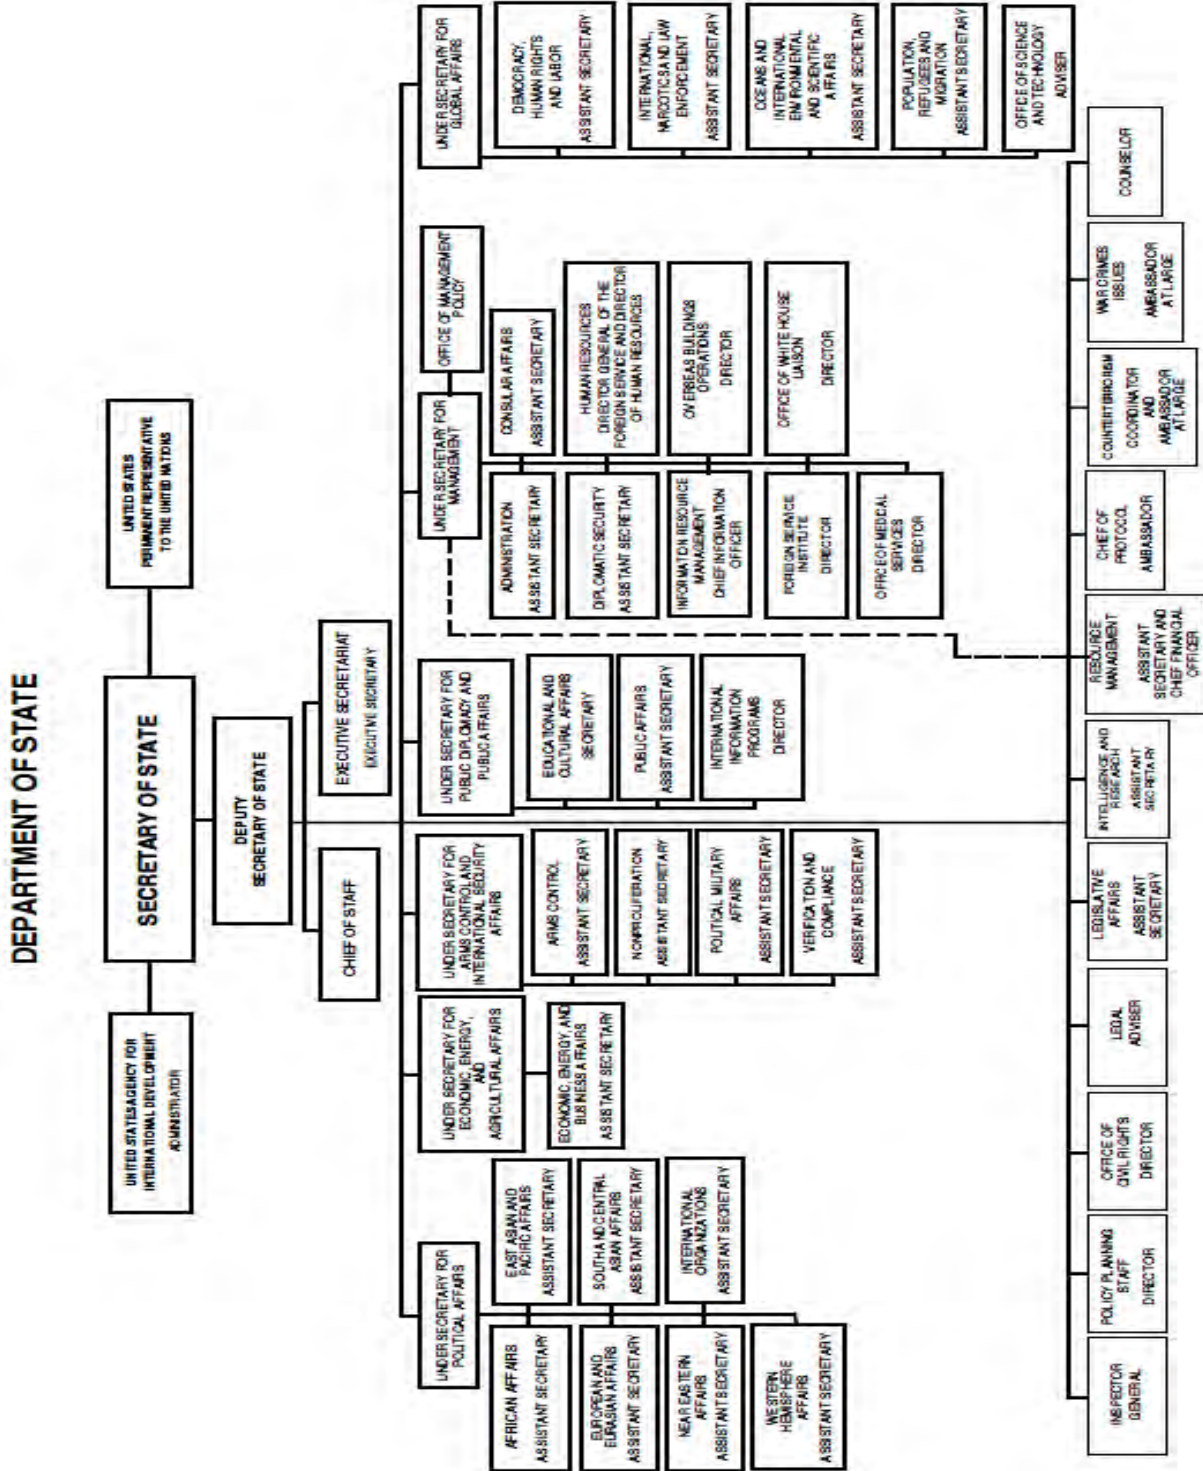 DEPARTMENT OF STATE
UNITED STATES AGENCY FOR
INTERNATIONAL DEVELOPMENT
ADMINISTRATOR
SECRETARY OF STATE
UNITED STATES
PERMANENT REPRESENTATIVE
TO THE UNITED NATIONS
DEPUTY
SECRETARY OF STATE
CHIEF OF STAFF
EXECUTIVE SECRETARIAT
EXECUTIVE SECRETARY
UNDER SECRETARY FOR
POLITICAL AFFAIRS
AFRICAN AFFAIRS
ASSISTANT SECRETARY
EAST ASIAN AND
PACIFIC AFFAIRS
ASSISTANT SECRETARY
EUROPEAN AND
EURASIAN AFFAIRS
ASSISTANT SECRETARY
SOUTH AND CENTRAL
ASIAN AFFAIRS
ASSISTANT SECRETARY
NEAR EASTERN
AFFAIRS
ASSISTANT SECRETARY
INTERNATIONAL
ORGANIZATIONS
ASSISTANT SECRETARY
WESTERN
HEMISPHERE
AFFAIRS
ASSISTANT SECRETARY
UNDER SECRETARY FOR
ECONOMIC, ENERGY,
AND
AGRICULTURAL AFFAIRS
ECONOMIC, ENERGY, AND
BUSINESS AFFAIRS
ASSISTANT SECRETARY
UNDER SECRETARY FOR
ARMS CONTROL AND
INTERNATIONAL SECURITY
AFFAIRS
ARMS CONTROL
ASSISTANT SECRETARY
NONPROLIFERATION
ASSISTANT SECRETARY
POLITICAL MILITARY
AFFAIRS
ASSISTANT SECRETARY
VERIFICATION AND
COMPLIANCE
ASSISTANT SECRETARY
UNDER SECRETARY FOR
PUBLIC DIPLOMACY AND
PUBLIC AFFAIRS
EDUCATIONAL AND
CULTURAL AFFAIRS
SECRETARY
PUBLIC AFFAIRS
ASSISTANT SECRETARY
INTERNATIONAL
INFORMATION
PROGRAMS
DIRECTOR
UNDER SECRETARY FOR
MANAGEMENT
OFFICE OF MANAGEMENT
POLICY
ADMINISTRATION
ASSISTANT SECRETARY
CONSULAR AFFAIRS
ASSISTANT SECRETARY
DIPLOMATIC SECURITY
ASSISTANT SECRETARY
HUMAN RESOURCES
DIRECTOR GENERAL OF THE
FOREIGN SERVICE AND DIRECTOR
OF HUMAN RESOURCES
INFORMATION RESOURCE
MANAGEMENT
CHIEF INFORMATION
OFFICER
OVERSEAS BUILDINGS
OPERATIONS
DIRECTOR
FOREIGN SERVICE
INSTITUTE
DIRECTOR
OFFICE OF WHITE HOUSE
LIAISON
DIRECTOR
OFFICE OF MEDICAL
SERVICES
DIRECTOR
UNDER SECRETARY FOR
GLOBAL AFFAIRS
DEMOCRACY,
HUMAN RIGHTS
AND LABOR
ASSISTANT SECRETARY
INTERNATIONAL,
NARCOTICS AND LAW
ENFORCEMENT
ASSISTANT SECRETARY
OCEANS AND
INTERNATIONAL
ENVIRONMENTAL
AND SCIENTIFIC
AFFAIRS
ASSISTANT SECRETARY
POPULATION,
REFUGEES AND
MIGRATION
ASSISTANT SECRETARY
OFFICE OF SCIENCE
AND TECHNOLOGY
ADVISER
INSPECTOR
GENERAL
POLICY PLANNING
STAFF
DIRECTOR
OFFICE OF
CIVIL RIGHTS
DIRECTOR
LEGAL
ADVISER
LEGISLATIVE
AFFAIRS
ASSISTANT
SECRETARY
INTELLIGENCE AND
RESEARCH
ASSISTANT
SECRETARY
RESOURCE
MANAGEMENT
ASSISTANT
SECRETARY AND
CHIEF FINANCIAL
OFFICER
CHIEF OF
PROTOCOL
AMBASSADOR
COUNTERTERRORISM
COORDINATOR
AND
AMBASSADOR
AT LARGE
WAR CRIMES
ISSUES
AMBASSADOR
AT LARGE
COUNSELOR